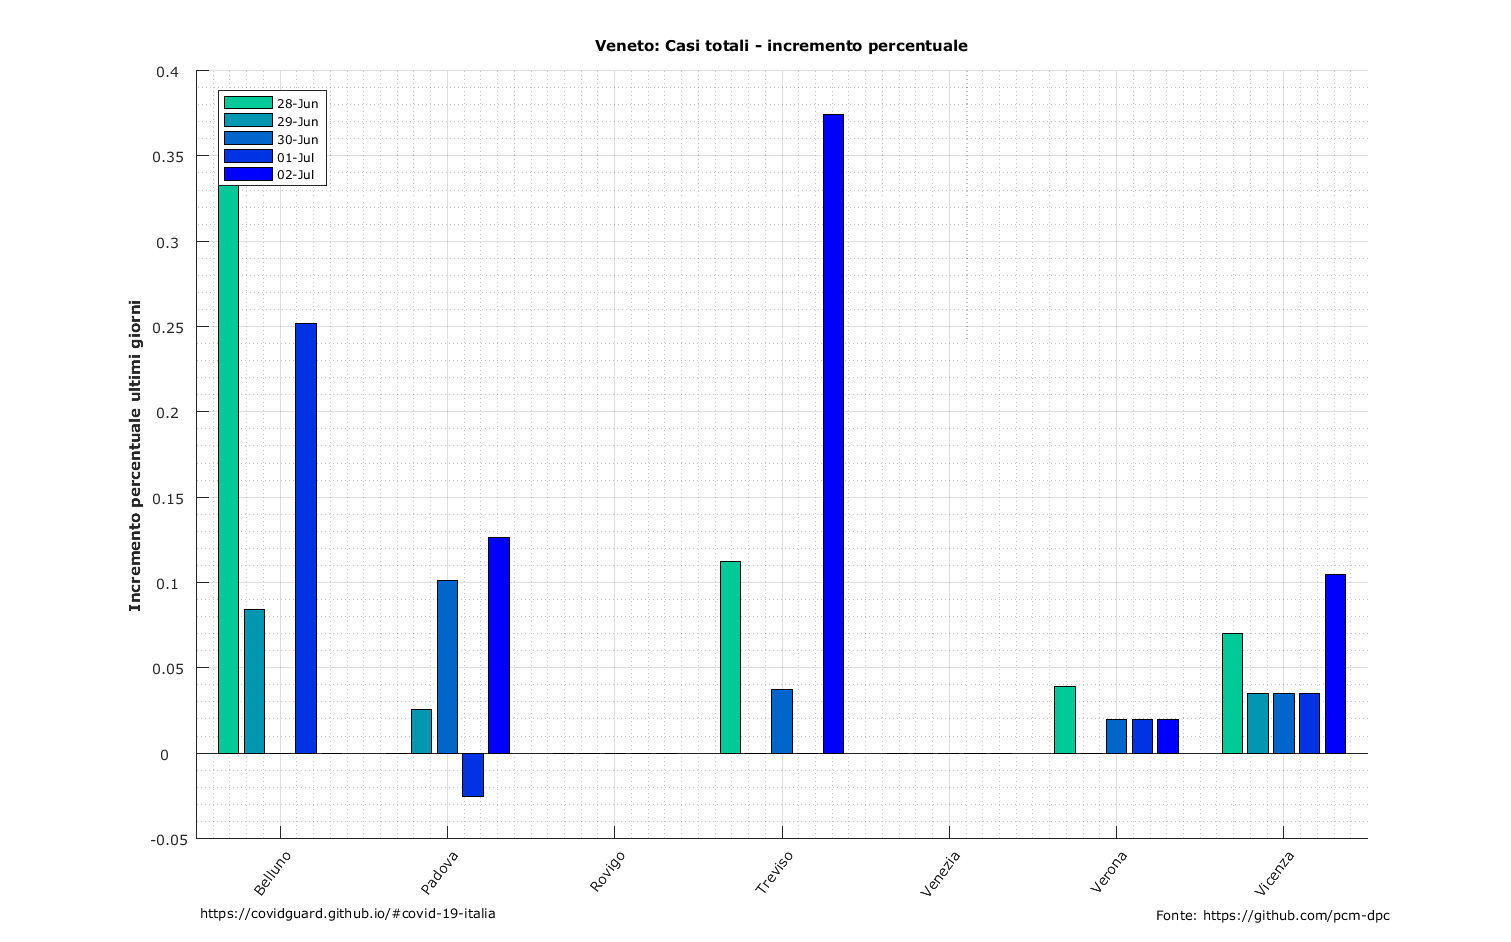 Veneto: Casi totali - incremento percentuale
Incremento percentuale ultimi giorni
0.4
0.35
0.3
0.25
0.2
0.15
0.1
0.05
0
-0.05
28-Jun
29-Jun
30-Jun
01-Jul
02-Jul
Belluno
Padova
Rovigo
Treviso
Venezia
Verona
Vicenza
https://covidguard.github.io/#covid-19-italia
Fonte: https://github.com/pcm-dpc